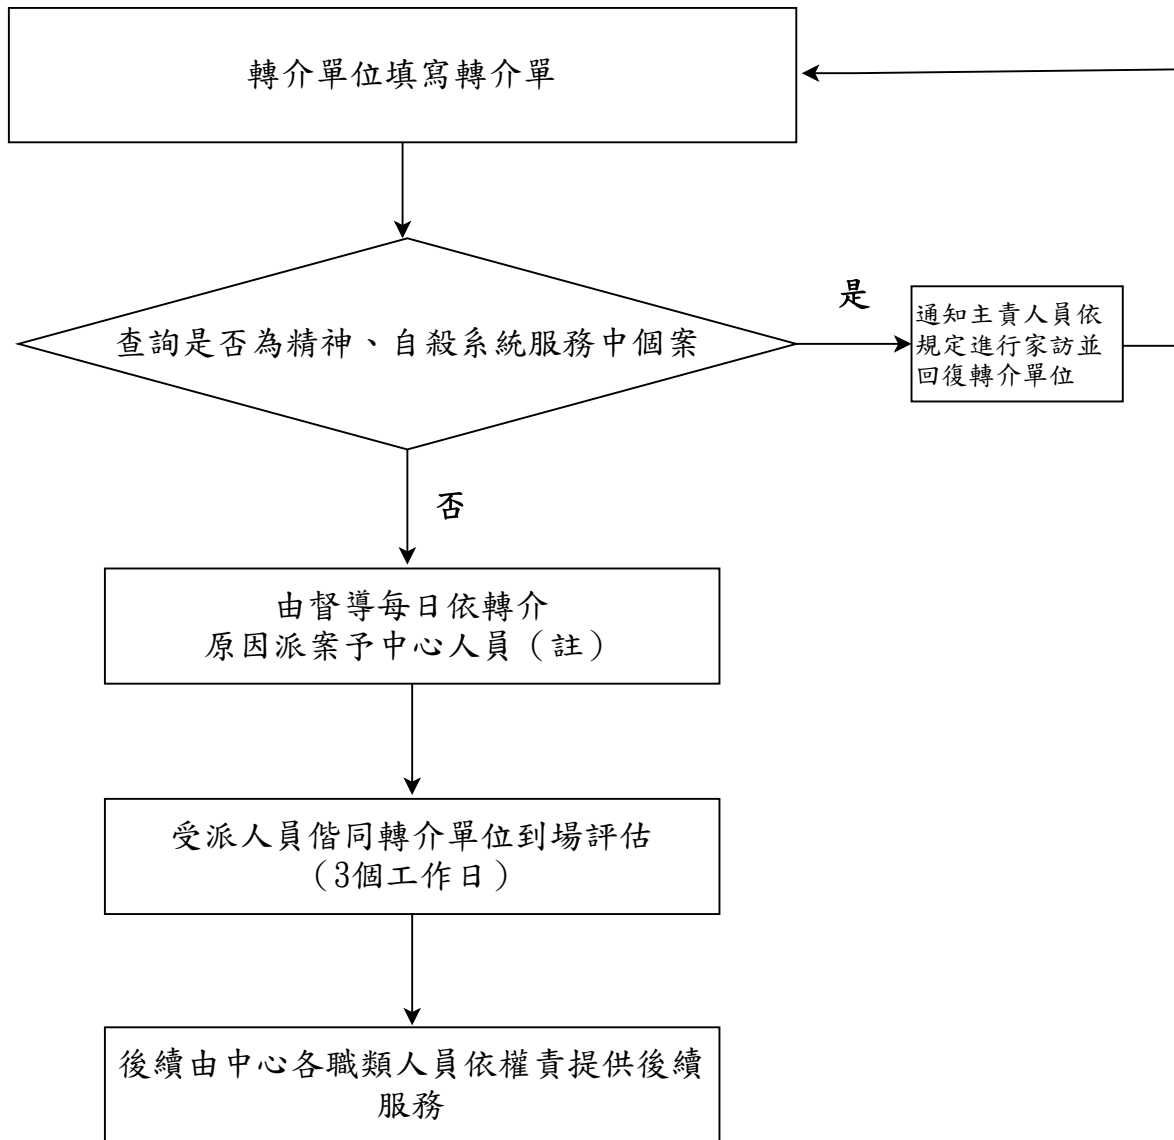 轉介單位填寫轉介單
查詢是否為精神、自殺系統服務中個案
是
通知主責人員依
規定進行家訪並
回復轉介單位
否
由督導每日依轉介
原因派案予中心人員（註）
受派人員偕同轉介單位到場評估
（3個工作日）
後續由中心各職類人員依權責提供後續
服務